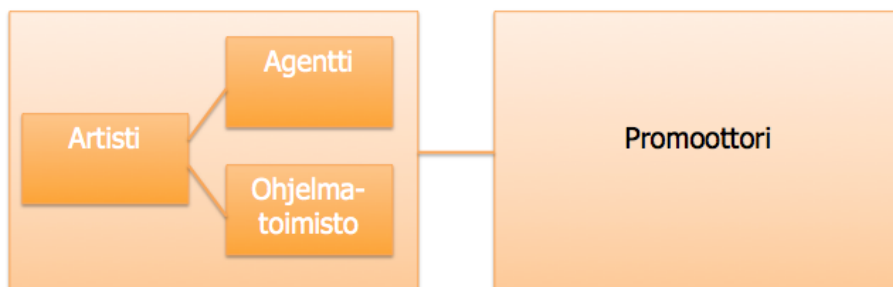 Agentti
Artisti
Ohjelma-
toimisto
Promoottori